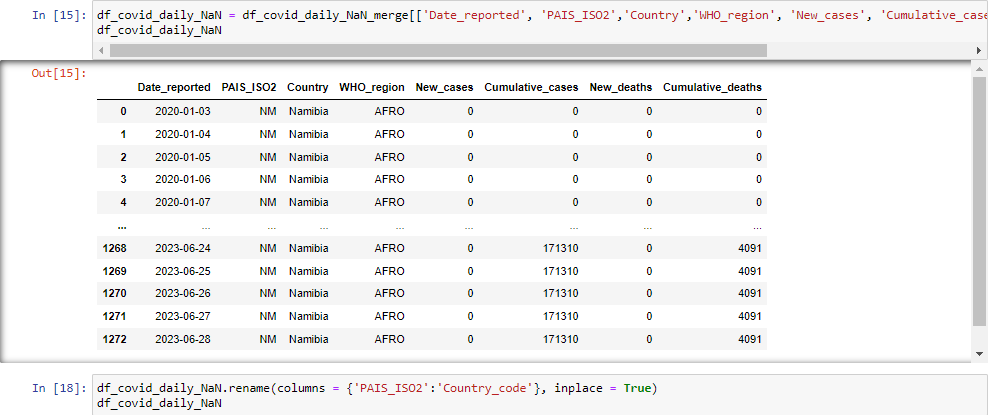 In [15]: df_covid_daily_NaN = df_covid_daily_NaN_merge[['Date_reported', 'PAIS_ISO2','Country','WHO_region', 'New_cases', 'Cumulative_case
df_covid_daily_NaN
Out[15]:
Date_reported PAIS_ISO2 Country WHO_region New_cases Cumulative_cases New_deaths Cumulative_deaths
0 2020-01-03 NM Namibia AFRO 0 0 0 0
1 2020-01-04 NM Namibia AFRO 0 0 0 0
2 2020-01-05 NM Namibia AFRO 0 0 0 0
3 2020-01-06 NM Namibia AFRO 0 0 0 0
4 2020-01-07 NM Namibia AFRO 0 0 0 0
... ... ... ... ... ... ... ... ...
1268 2023-06-24 NM Namibia AFRO 0 171310 0 4091
1269 2023-06-25 NM Namibia AFRO 0 171310 0 4091
1270 2023-06-26 NM Namibia AFRO 0 171310 0 4091
1271 2023-06-27 NM Namibia AFRO 0 171310 0 4091
1272 2023-06-28 NM Namibia AFRO 0 171310 0 4091
In [18]: df_covid_daily_NaN.rename(columns = {'PAIS_ISO2':'Country_code'}, inplace = True)
df_covid_daily_NaN